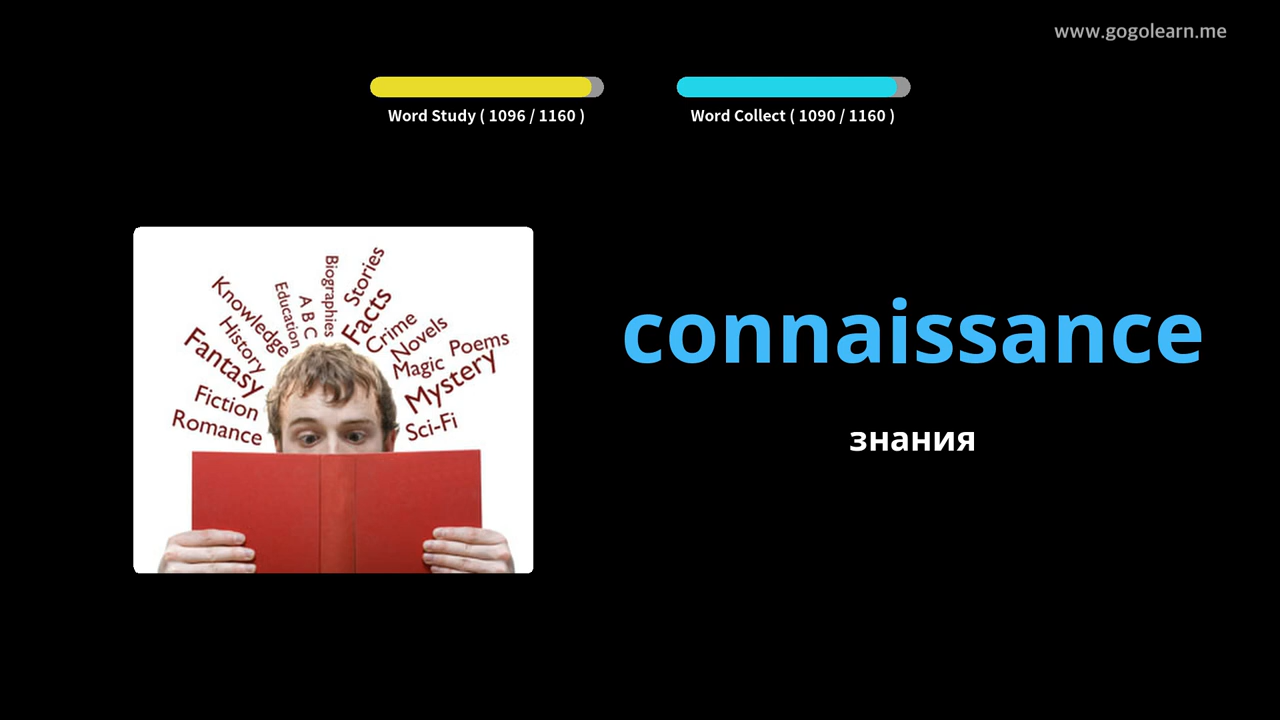 www.gogolearn.me
Word Study ( 1096 / 1160 )
Word Collect ( 1090 / 1160 )
Knowledge
History
Fantasy
Fiction
Romance
Education
A B C
Biographies
Stories
Facts
Crime
Novels
Magic
Poems
Mystery
Sci-Fi
connaissance
знания